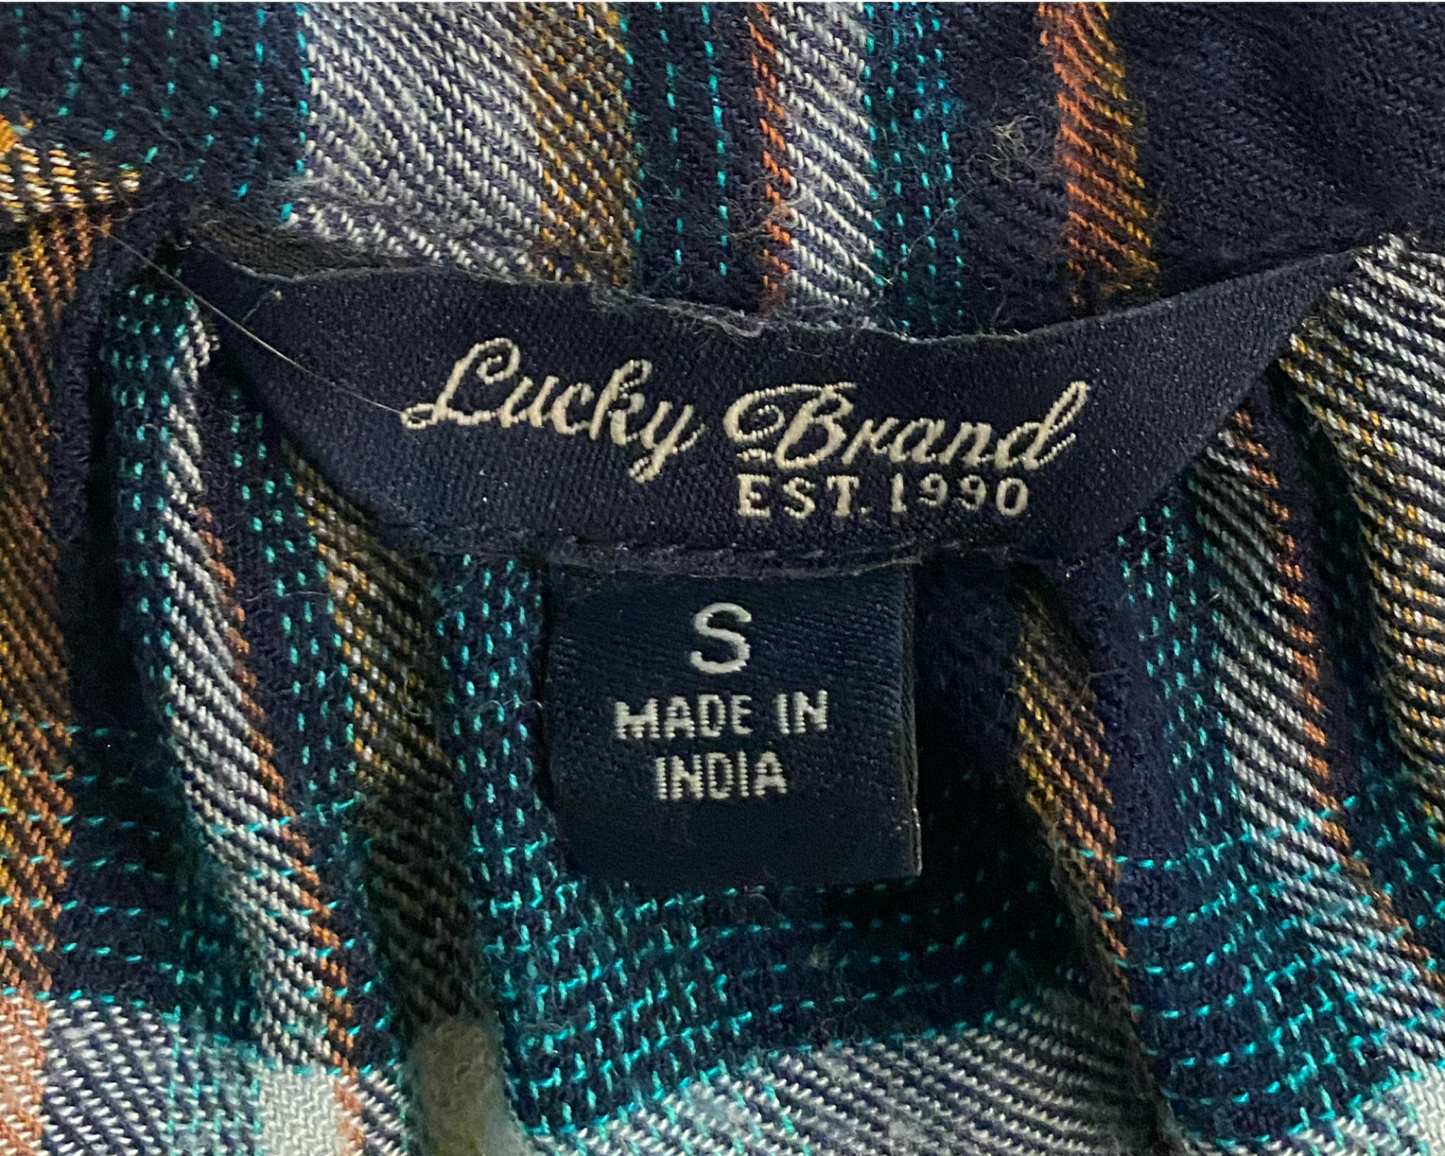 Lucky Brand
EST. 1990
S
MADE IN
INDIA